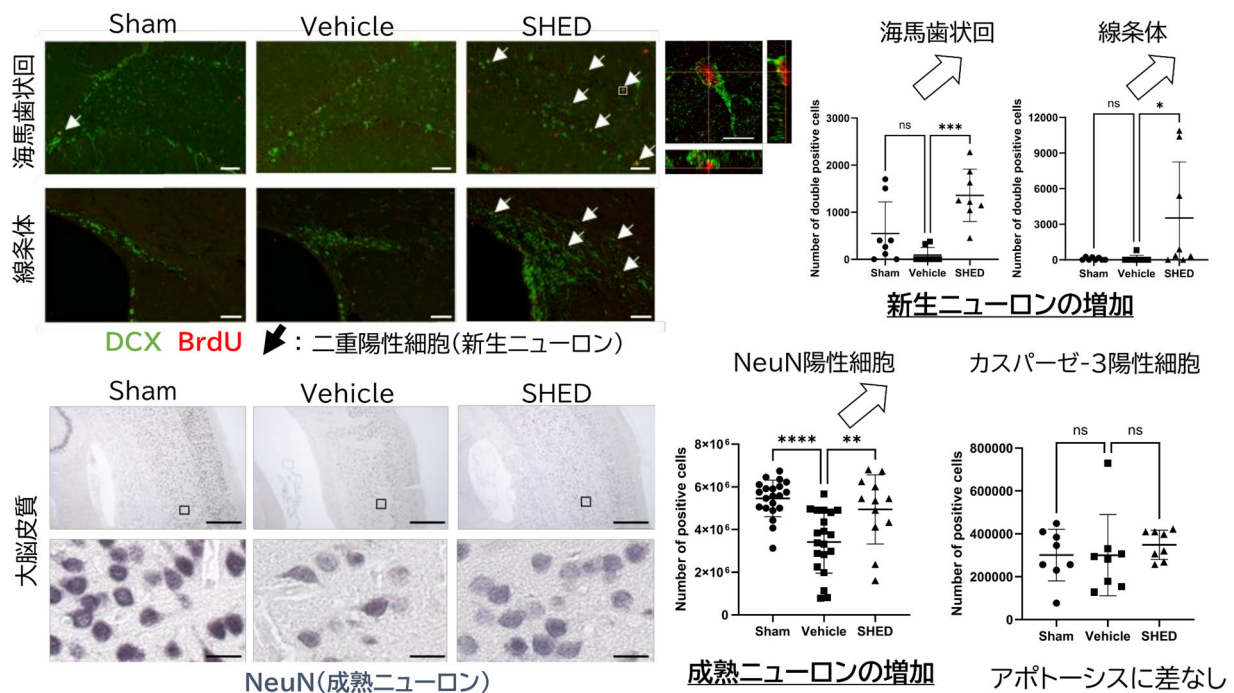 Sham Vehicle SHED
海馬歯状回
線条体
DCX BrdU : 二重陽性細胞(新生ニューロン)
海馬歯状回
ns ***
Number of double positive cells
3000
2000
1000
0
Sham Vehicle SHED
線条体
ns *
Number of double positive cells
12000
9000
6000
3000
0
Sham Vehicle SHED
新生ニューロンの増加
Sham Vehicle SHED
大脳皮質
NeuN(成熟ニューロン)
NeuN陽性細胞
**** **
Number of positive cells
8×10⁶
6×10⁶
4×10⁶
2×10⁶
0
Sham Vehicle SHED
成熟ニューロンの増加
カスパーゼ-3陽性細胞
ns ns
Number of positive cells
800000
600000
400000
200000
0
Sham Vehicle SHED
アポトーシスに差なし